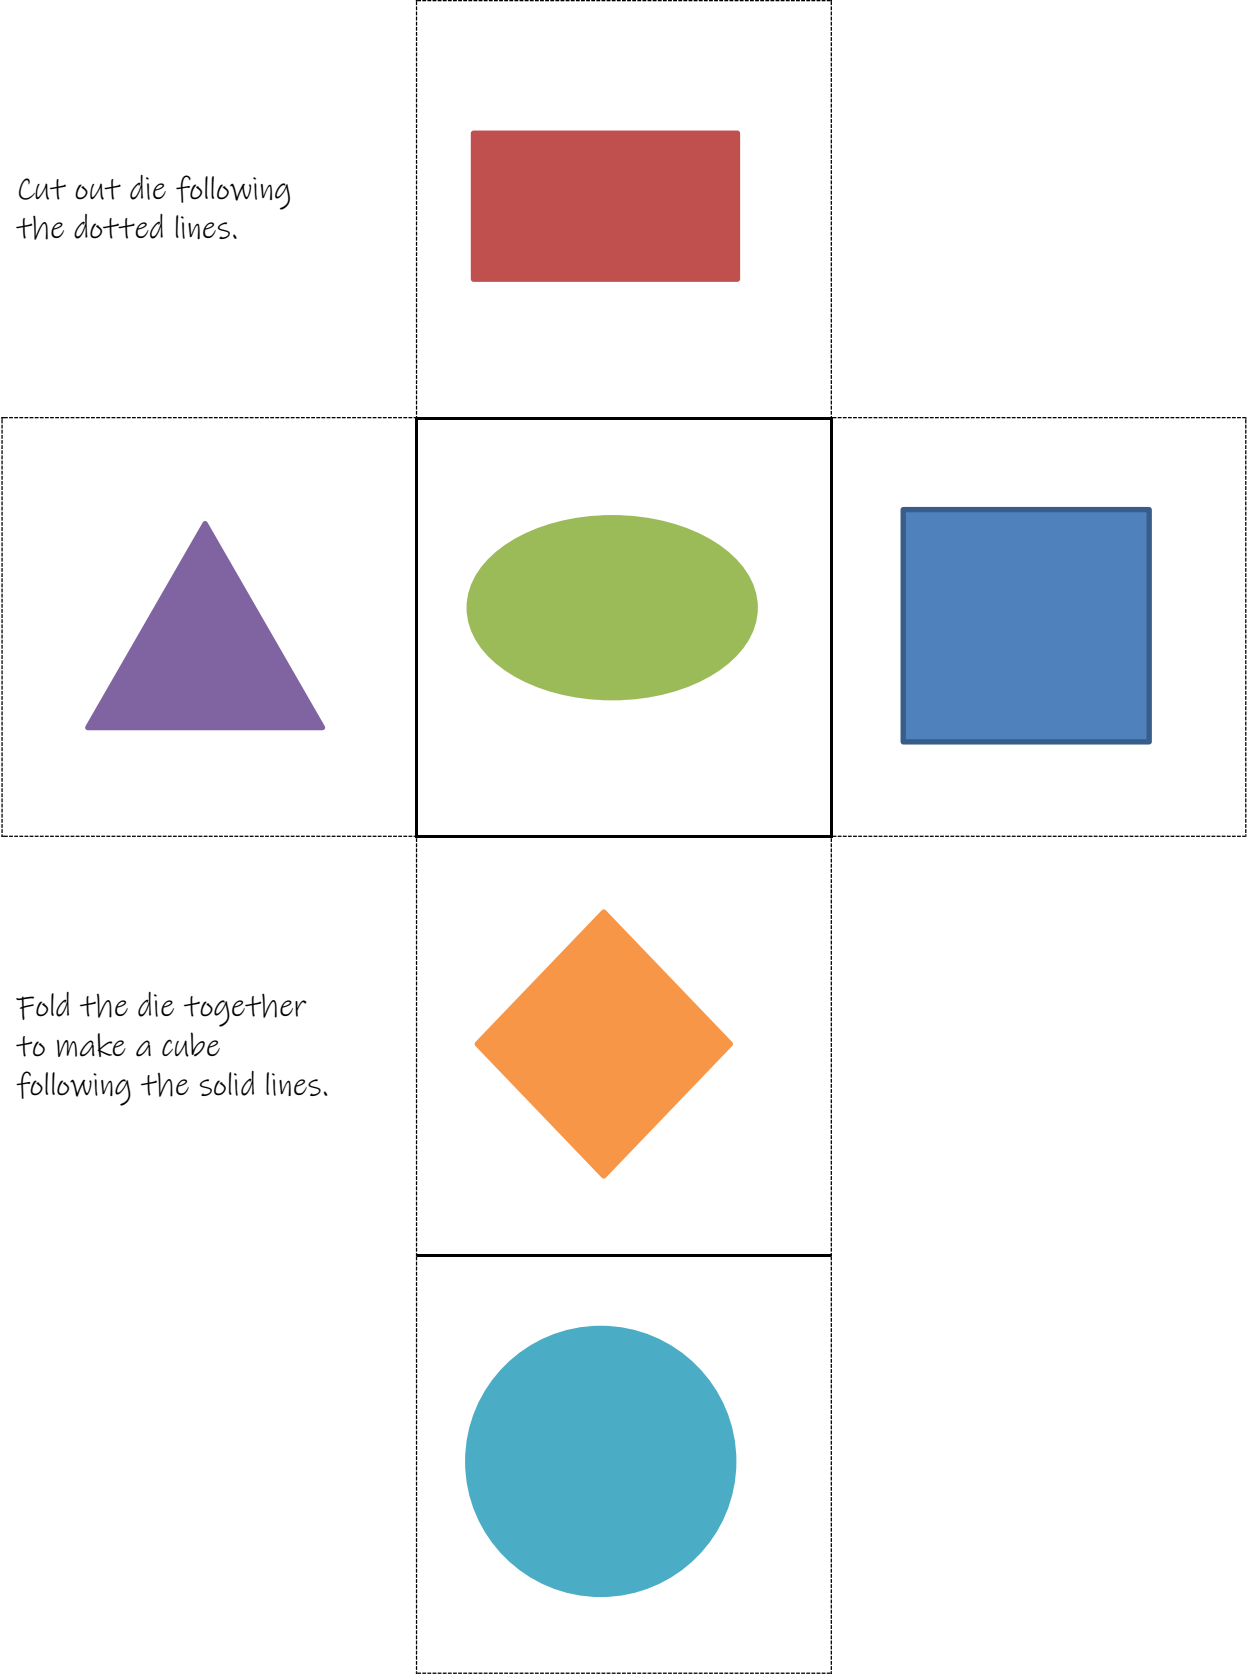 Cut out die following
the dotted lines.
Fold the die together
to make a cube
following the solid lines.